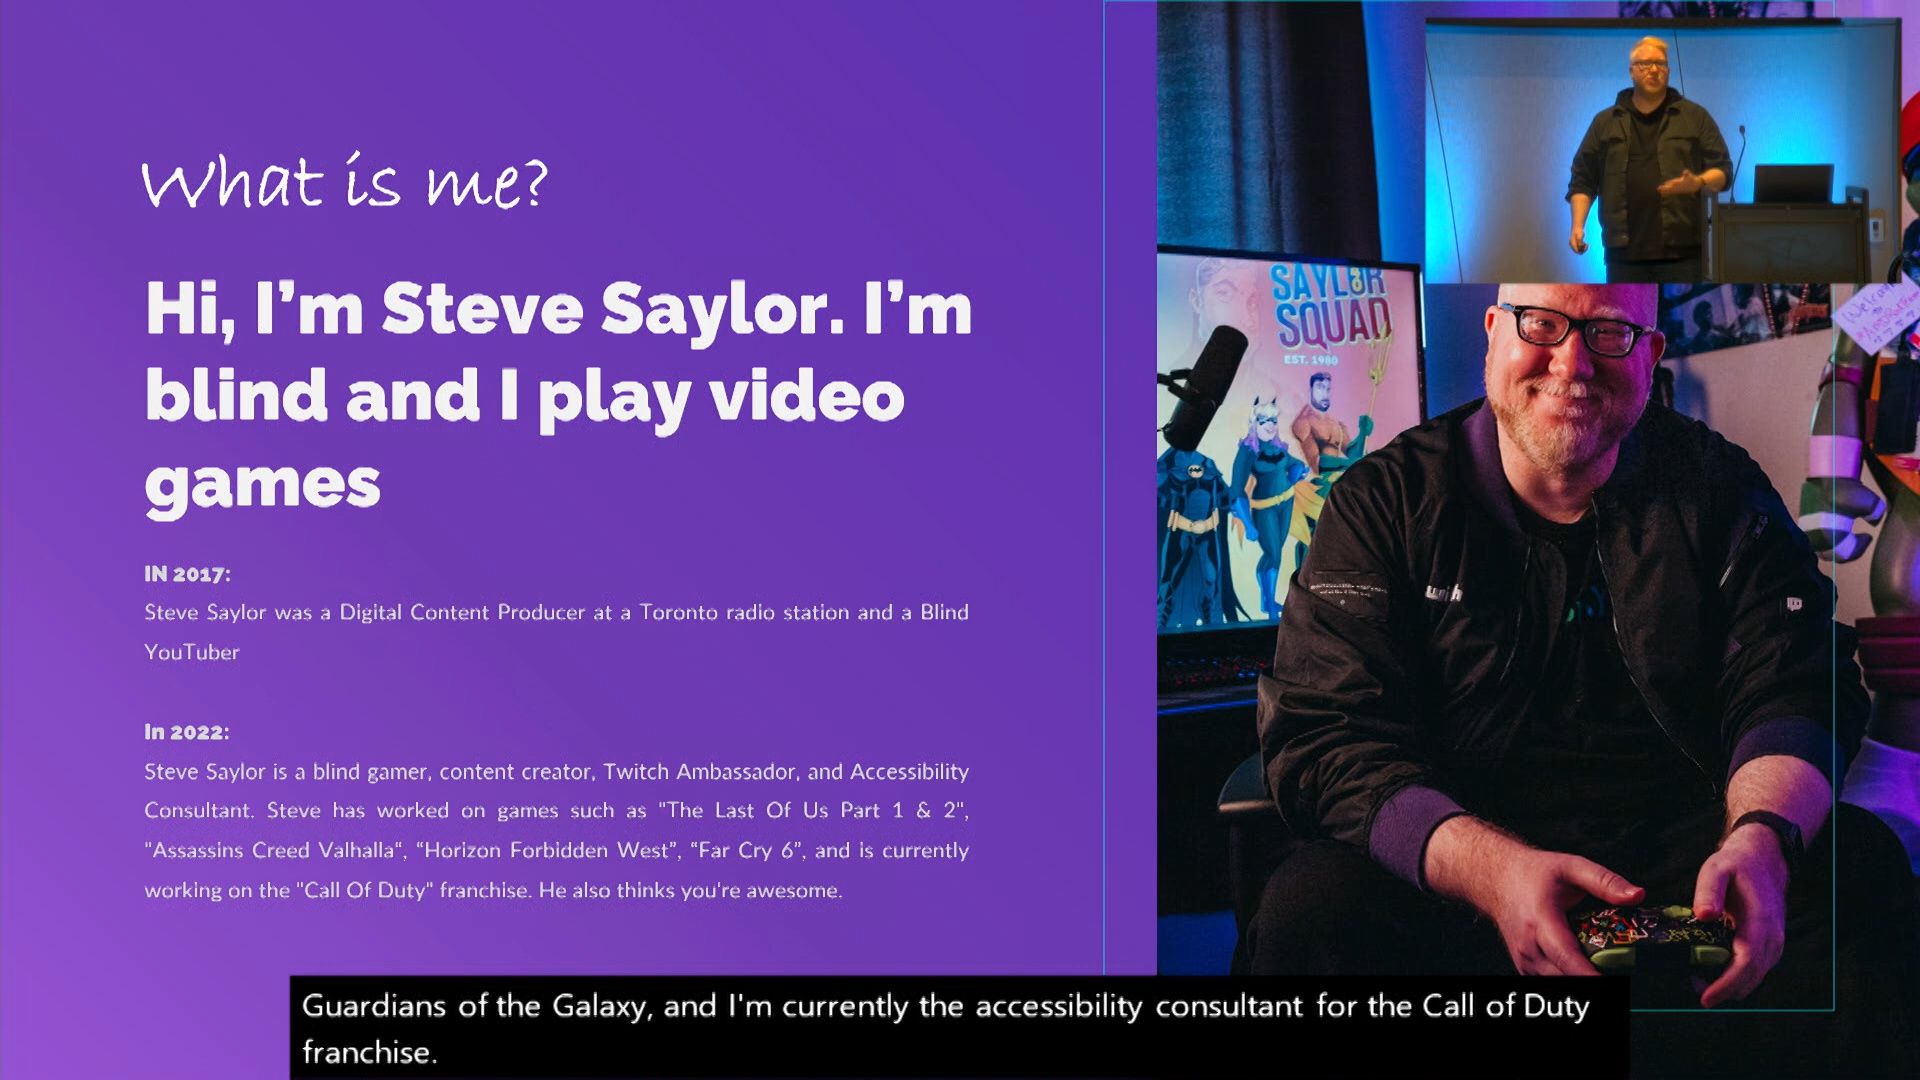 What is me?
Hi, I’m Steve Saylor. I’m
blind and I play video
games
IN 2017:
Steve Saylor was a Digital Content Producer at a Toronto radio station and a Blind
YouTuber
In 2022:
Steve Saylor is a blind gamer, content creator, Twitch Ambassador, and Accessibility
Consultant. Steve has worked on games such as "The Last Of Us Part 1 & 2",
"Assassins Creed Valhalla“, “Horizon Forbidden West”, “Far Cry 6”, and is currently
working on the "Call Of Duty" franchise. He also thinks you're awesome.
SAYLOR
SQUAD
EST. 1980
Guardians of the Galaxy, and I'm currently the accessibility consultant for the Call of Duty
franchise.